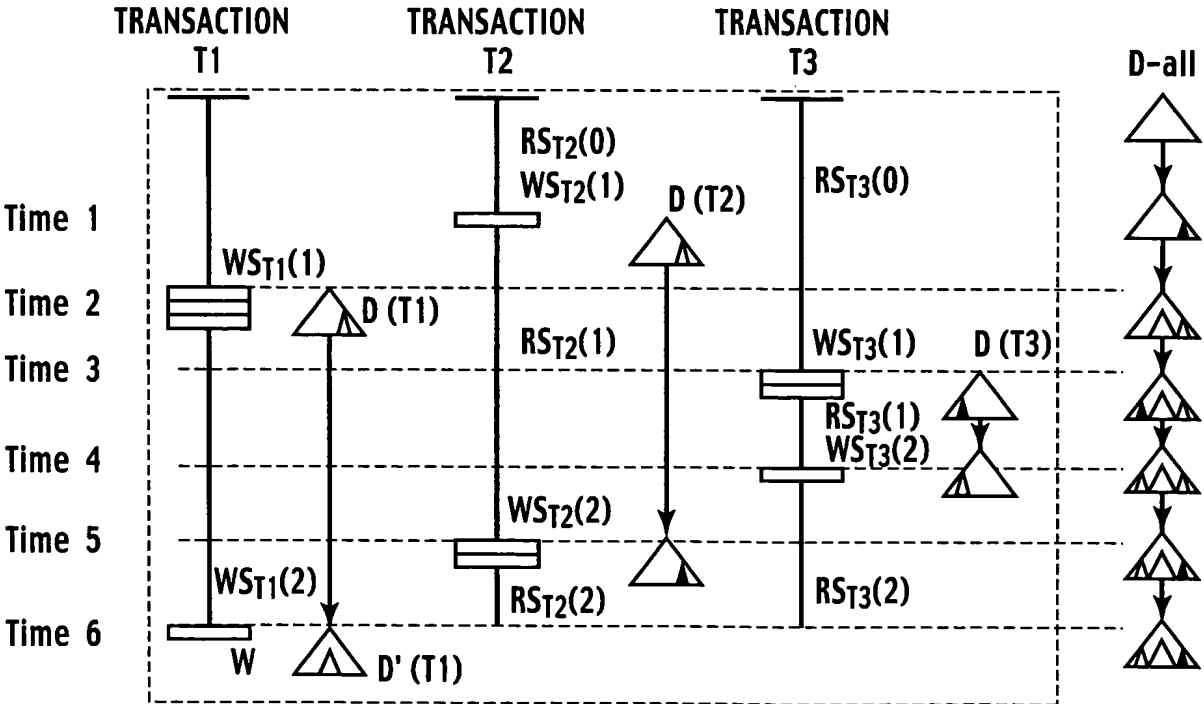 TRANSACTION TRANSACTION TRANSACTION
T1 T2 T3 D-all
RST2(0)
WST2(1) RST3(0)
Time 1 D (T2)
WST1(1)
Time 2 D (T1)
RST2(1) WST3(1) D (T3)
Time 3
RST3(1)
Time 4 WST3(2)
WST2(2)
Time 5
WST1(2) RST2(2) RST3(2)
Time 6
W D' (T1)